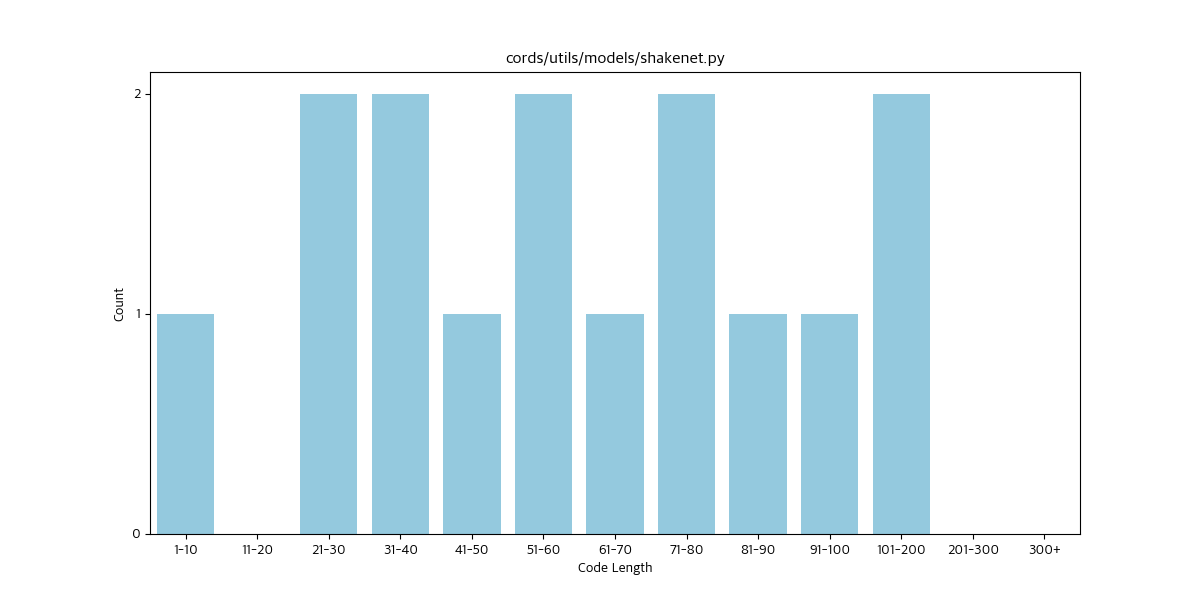 cords/utils/models/shakenet.py
2
1
0
Count
1-10 11-20 21-30 31-40 41-50 51-60 61-70 71-80 81-90 91-100 101-200 201-300 300+
Code Length